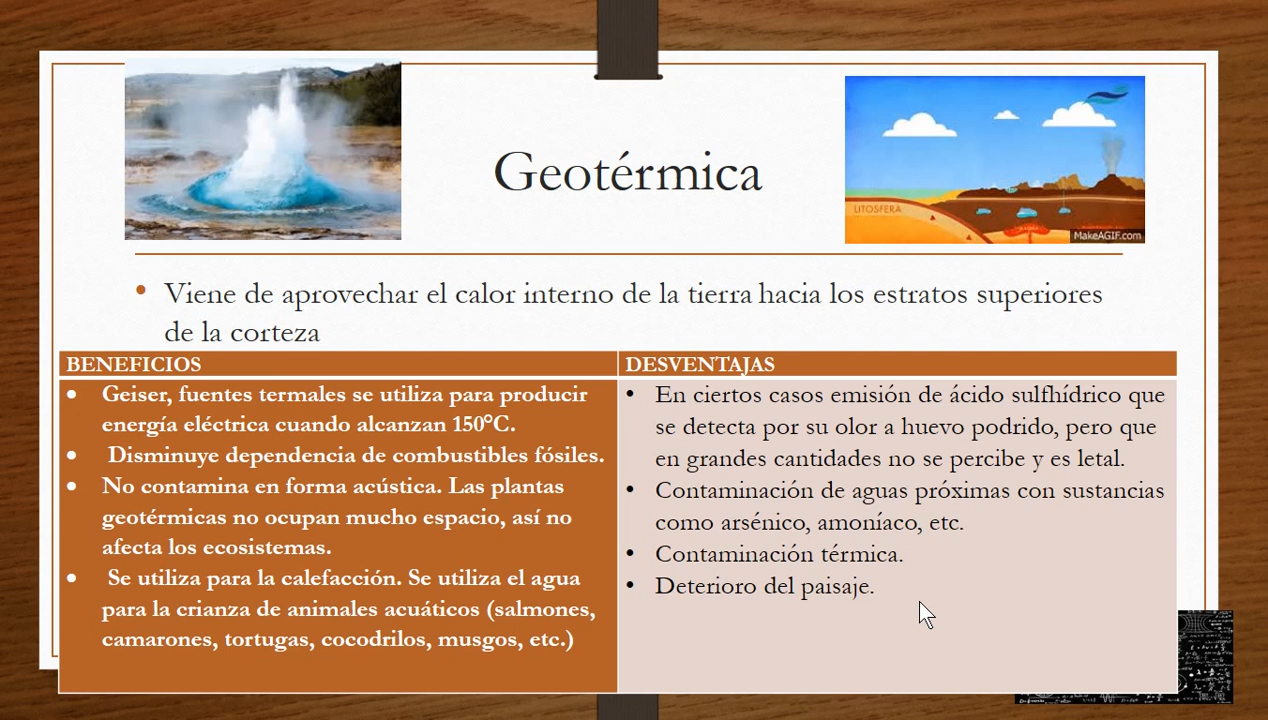 Geotérmica
LITOSFERA
MakeAGIF.com
• Viene de aprovechar el calor interno de la tierra hacia los estratos superiores
de la corteza
BENEFICIOS
• Geiser, fuentes termales se utiliza para producir
energía eléctrica cuando alcanzan 150°C.
• Disminuye dependencia de combustibles fósiles.
• No contamina en forma acústica. Las plantas
geotérmicas no ocupan mucho espacio, así no
afecta los ecosistemas.
• Se utiliza para la calefacción. Se utiliza el agua
para la crianza de animales acuáticos (salmones,
camarones, tortugas, cocodrilos, musgos, etc.)
DESVENTAJAS
• En ciertos casos emisión de ácido sulfhídrico que
se detecta por su olor a huevo podrido, pero que
en grandes cantidades no se percibe y es letal.
• Contaminación de aguas próximas con sustancias
como arsénico, amoníaco, etc.
• Contaminación térmica.
• Deterioro del paisaje.